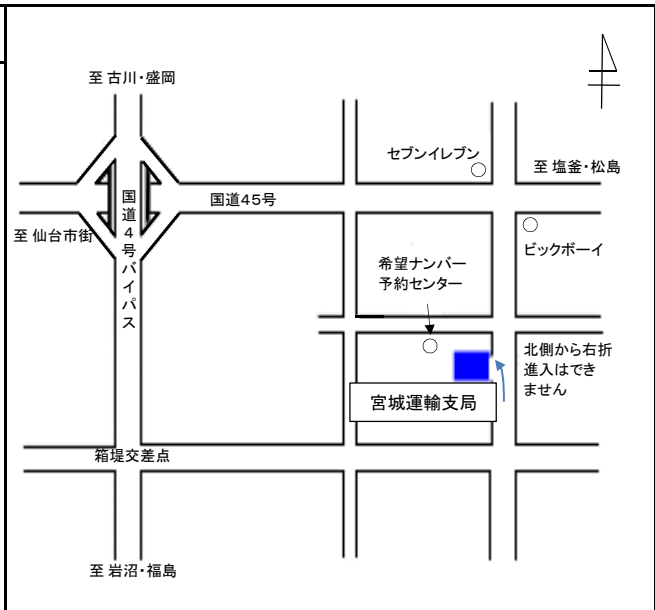 至 古川・盛岡
セブンイレブン
至 塩釜・松島
国道45号
国道4号バイパス
至 仙台市街
ビックボーイ
希望ナンバー
予約センター
北側から右折
進入はでき
ません
宮城運輸支局
箱堤交差点
至 岩沼・福島